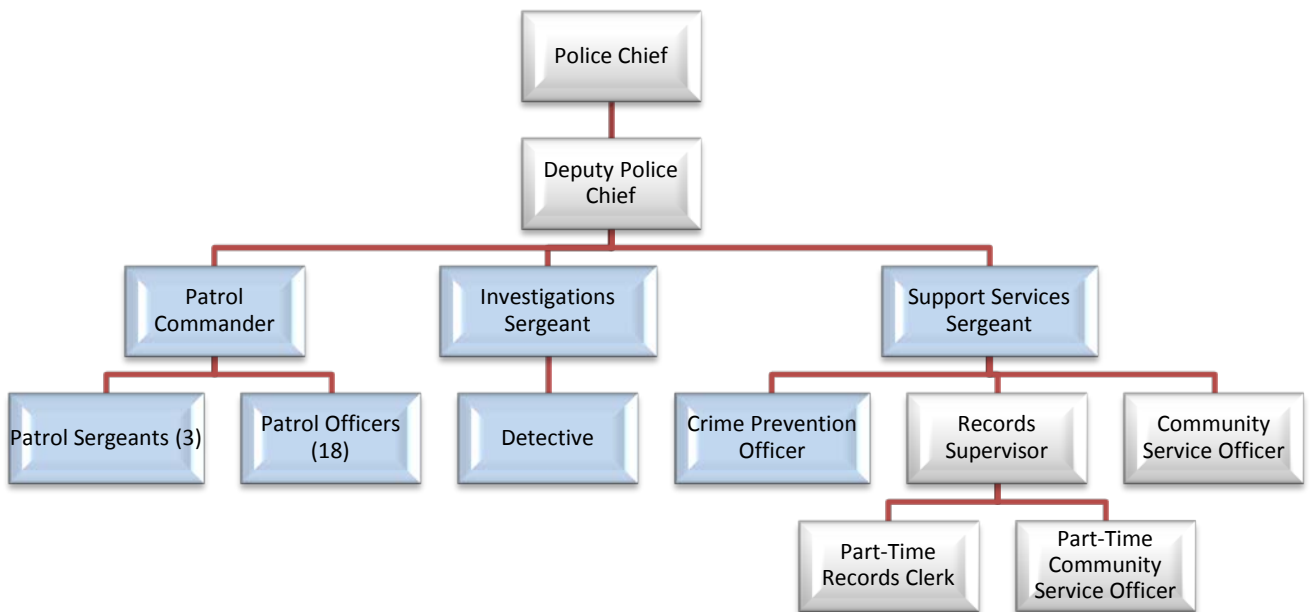 Police Chief
Deputy Police
Chief
Patrol
Commander
Investigations
Sergeant
Support Services
Sergeant
Patrol Sergeants (3)
Patrol Officers
(18)
Detective
Crime Prevention
Officer
Records
Supervisor
Community
Service Officer
Part-Time
Records Clerk
Part-Time
Community
Service Officer